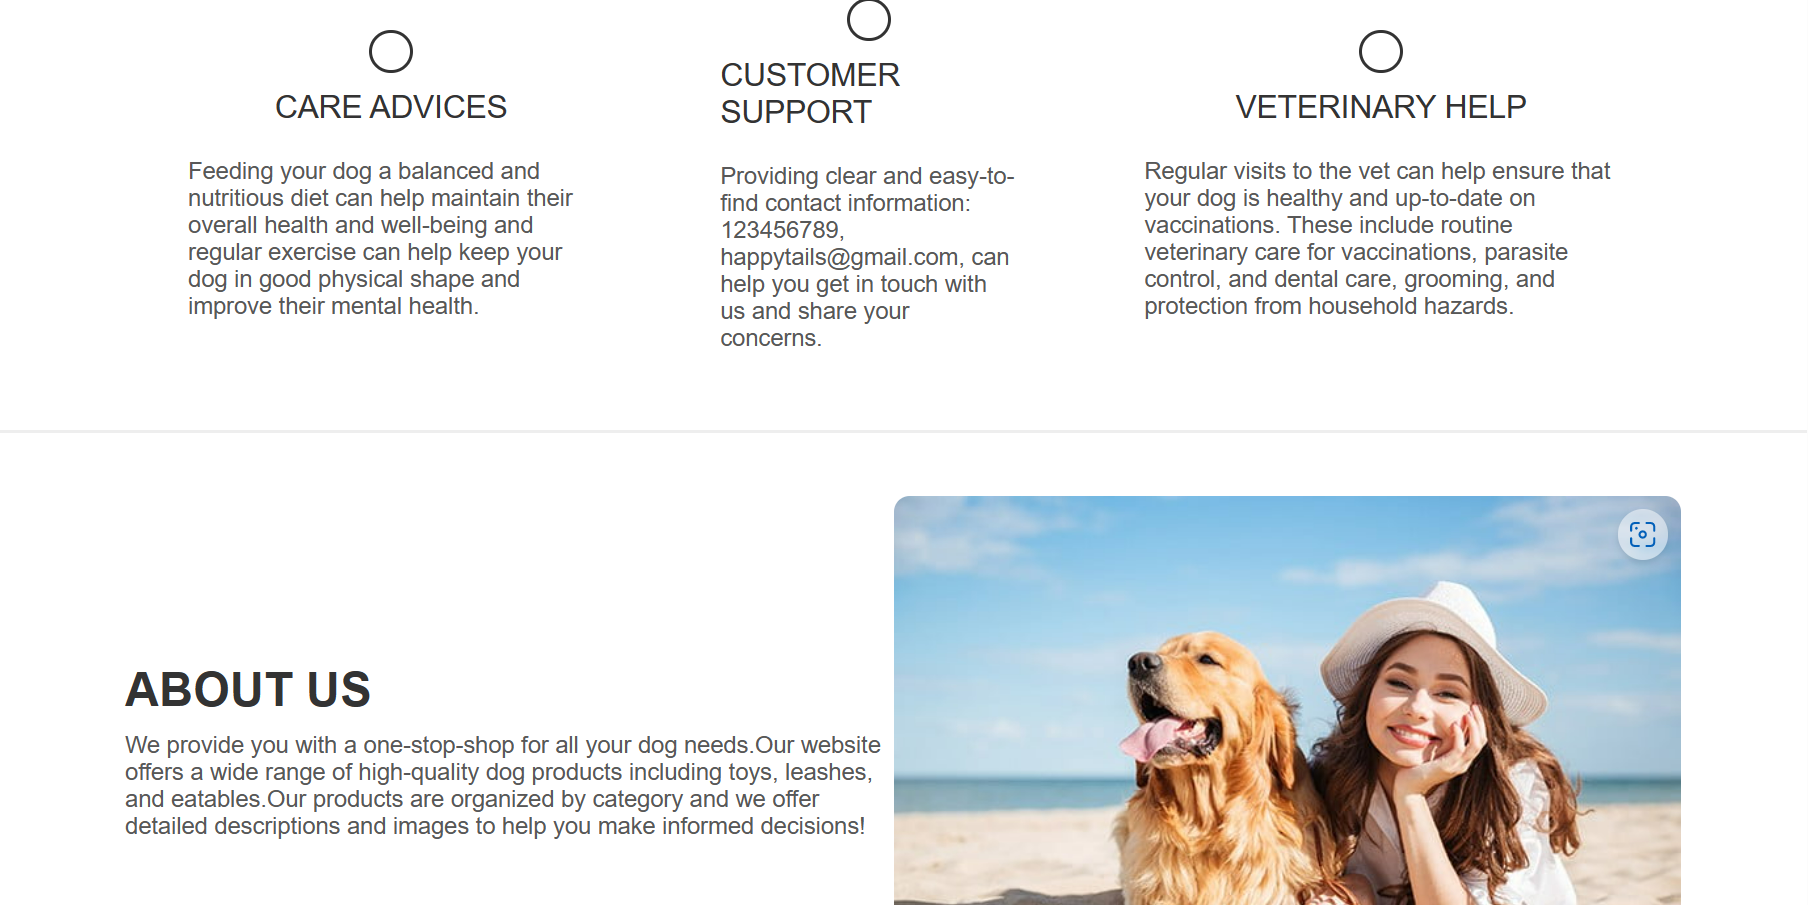 CARE ADVICES
Feeding your dog a balanced and
nutritious diet can help maintain their
overall health and well-being and
regular exercise can help keep your
dog in good physical shape and
improve their mental health.
CUSTOMER
SUPPORT
Providing clear and easy-to-
find contact information:
123456789,
happytails@gmail.com, can
help you get in touch with
us and share your
concerns.
VETERINARY HELP
Regular visits to the vet can help ensure that
your dog is healthy and up-to-date on
vaccinations. These include routine
veterinary care for vaccinations, parasite
control, and dental care, grooming, and
protection from household hazards.
ABOUT US
We provide you with a one-stop-shop for all your dog needs.Our website
offers a wide range of high-quality dog products including toys, leashes,
and eatables.Our products are organized by category and we offer
detailed descriptions and images to help you make informed decisions!